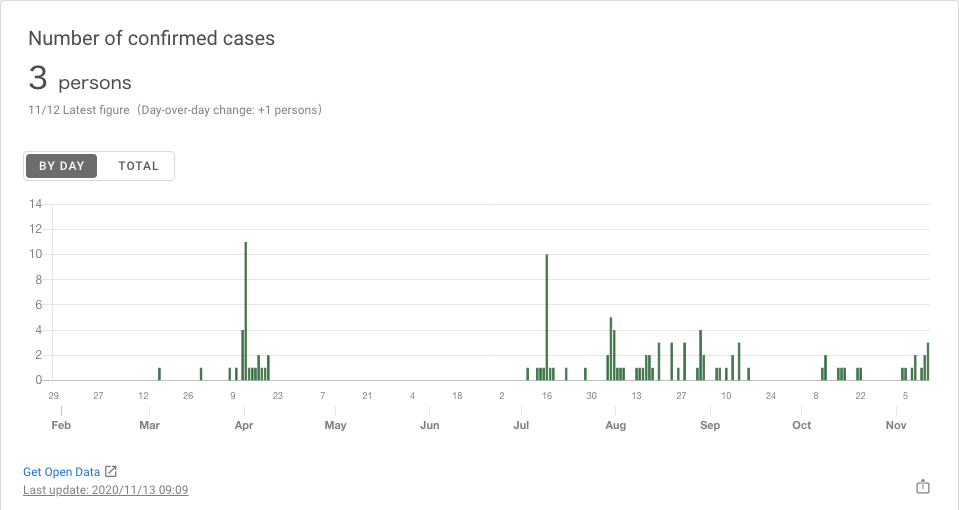 Number of confirmed cases
3 persons
11/12 Latest figure（Day-over-day change: +1 persons）
BY DAY TOTAL
14
12
10
8
6
4
2
0
29 27 12 26 9 23 7 21 4 18 2 16 30 13 27 10 24 8 22 5
Feb Mar Apr May Jun Jul Aug Sep Oct Nov
Get Open Data
Last update: 2020/11/13 09:09